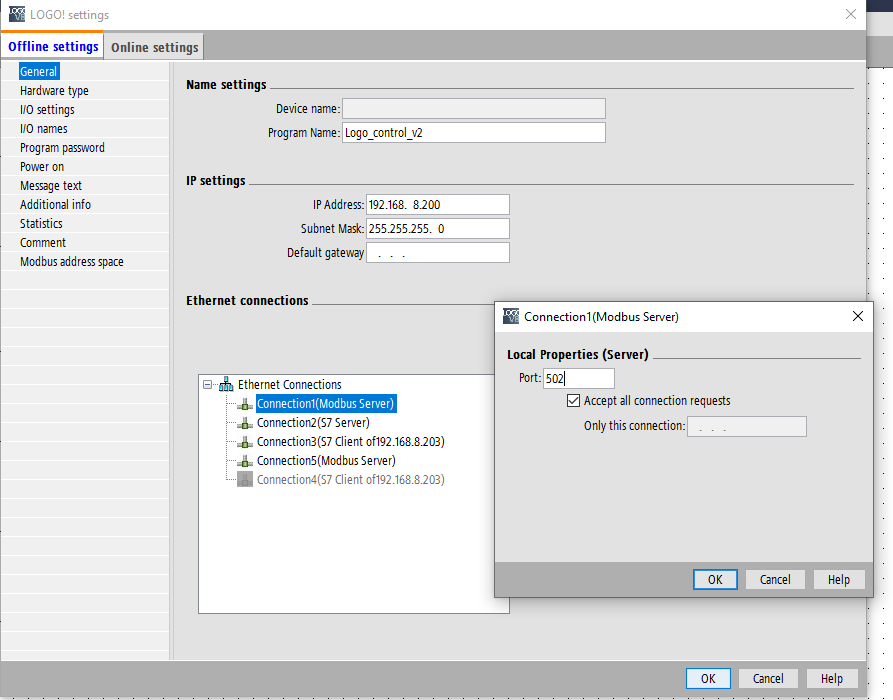 LOGO! settings
Offline settings
Online settings
General
Hardware type
I/O settings
I/O names
Program password
Power on
Message text
Additional info
Statistics
Comment
Modbus address space
Name settings
Device name:
Program Name: Logo_control_v2
IP settings
IP Address: 192.168. 8.200
Subnet Mask: 255.255.255. 0
Default gateway . . .
Ethernet connections
Ethernet Connections
Connection1(Modbus Server)
Connection2(S7 Server)
Connection3(S7 Client of192.168.8.203)
Connection5(Modbus Server)
Connection4(S7 Client of192.168.8.203)
Connection1(Modbus Server)
Local Properties (Server)
Port: 502
Accept all connection requests
Only this connection: . . .
OK Cancel Help
OK Cancel Help